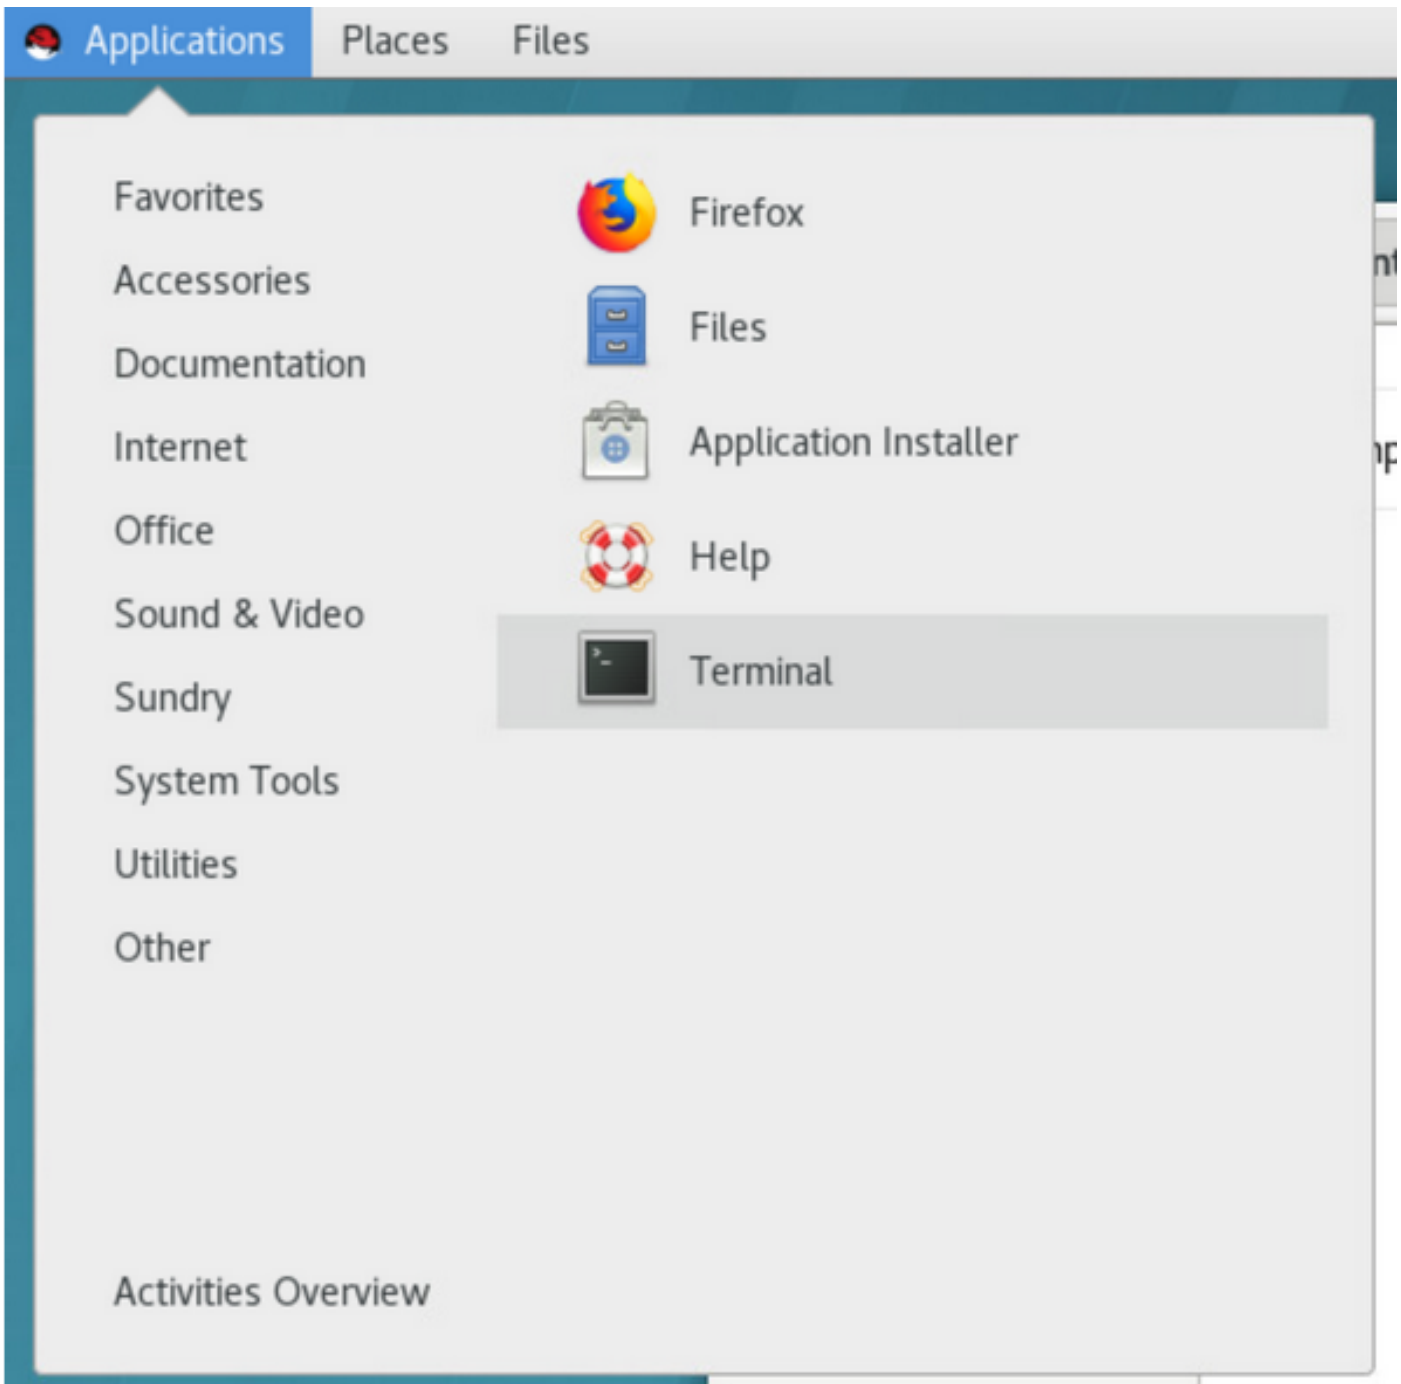 Applications Places Files
Favorites
Accessories
Documentation
Internet
Office
Sound & Video
Sundry
System Tools
Utilities
Other
Activities Overview
Firefox
Files
Application Installer
Help
Terminal